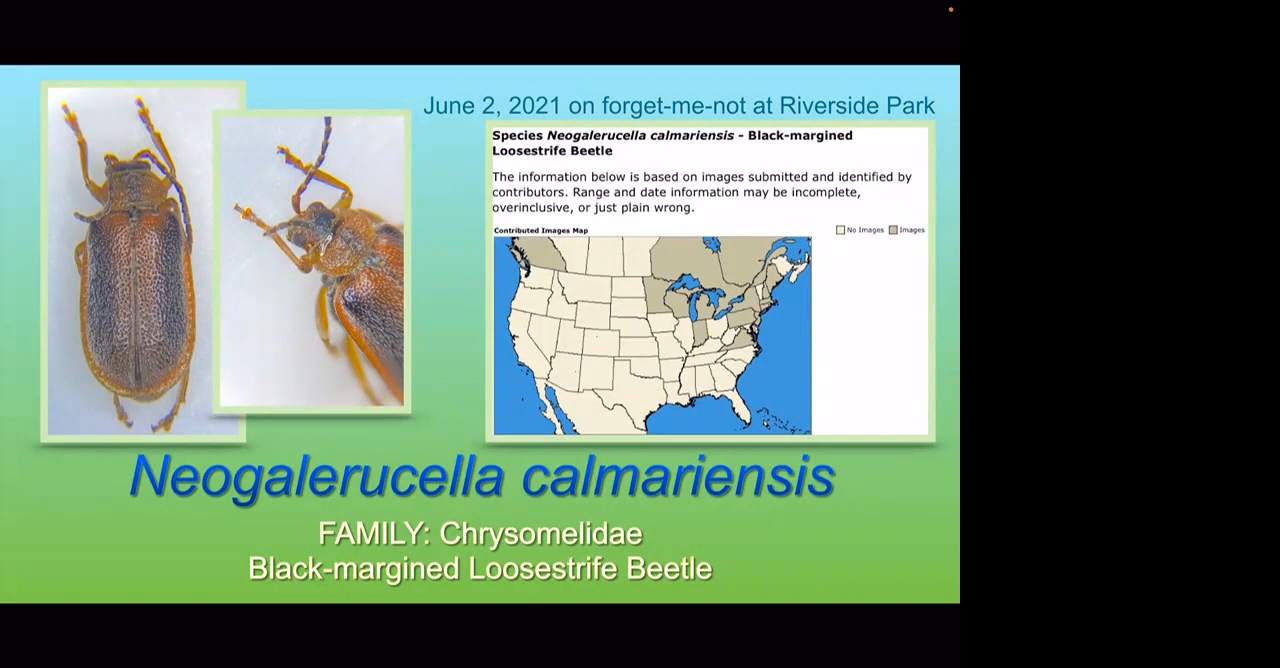 June 2, 2021 on forget-me-not at Riverside Park
Species Neogalerucella calmariensis - Black-margined
Loosestrife Beetle
The information below is based on images submitted and identified by
contributors. Range and date information may be incomplete,
overinclusive, or just plain wrong.
Contributed Images Map
No Images Images
Neogalerucella calmariensis
FAMILY: Chrysomelidae
Black-margined Loosestrife Beetle